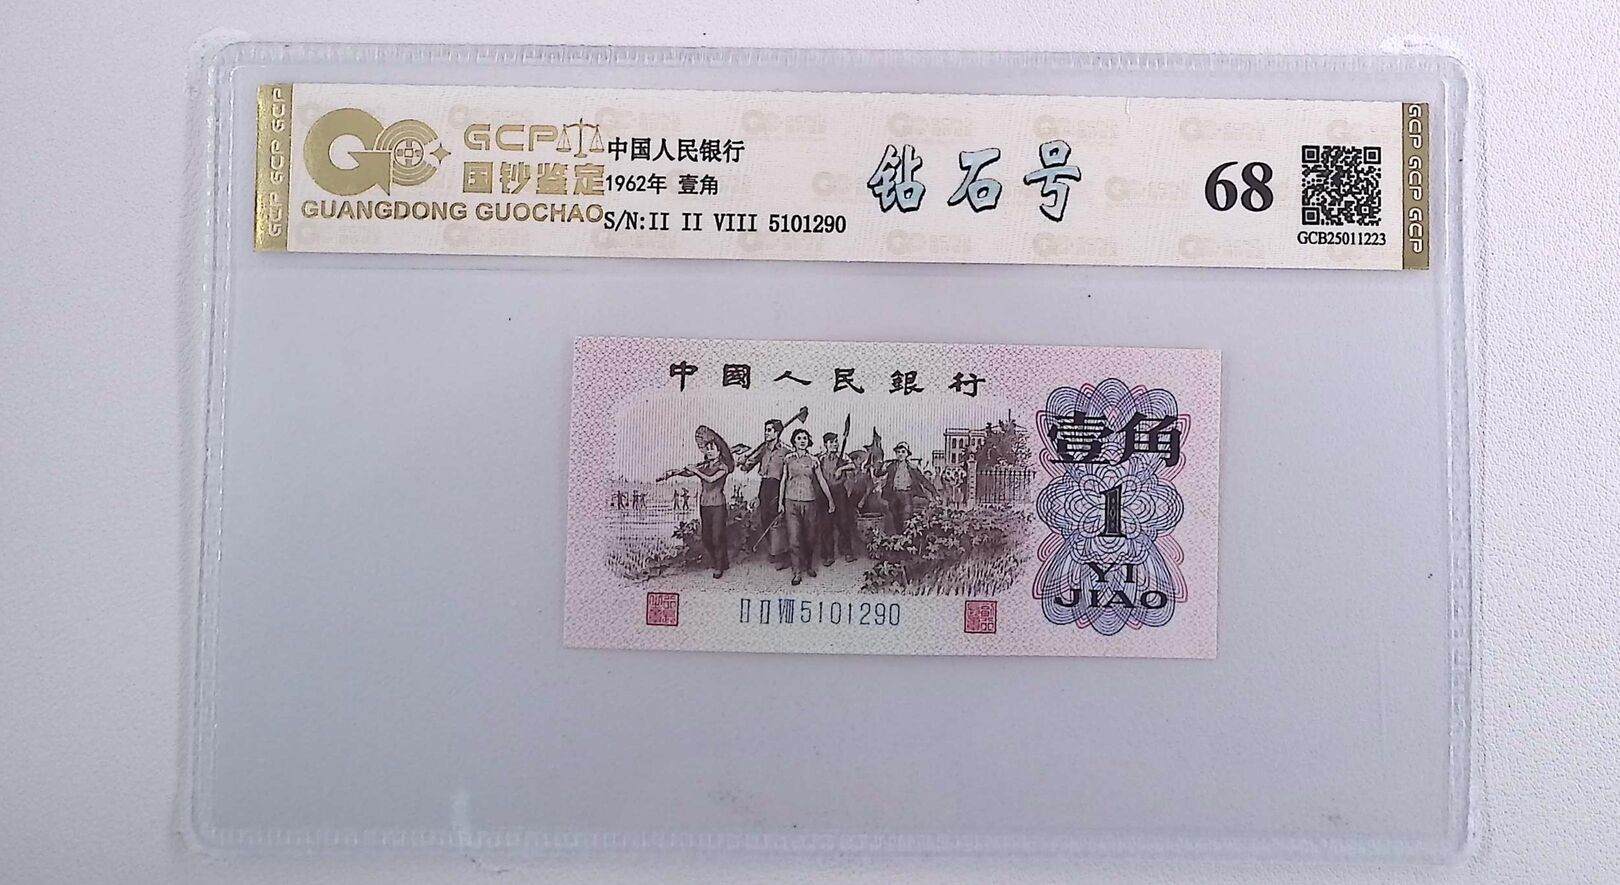 GCP GCP GCP
GCP
国钞鉴定
GUANGDONG GUOCHAO
中国人民银行
1962年 壹角
S/N:II II VIII 5101290
钻石号
68
GCB25011223
GCP GCP GCP
中國人民銀行
壹角
1
YI
JIAO
II II VIII 5101290